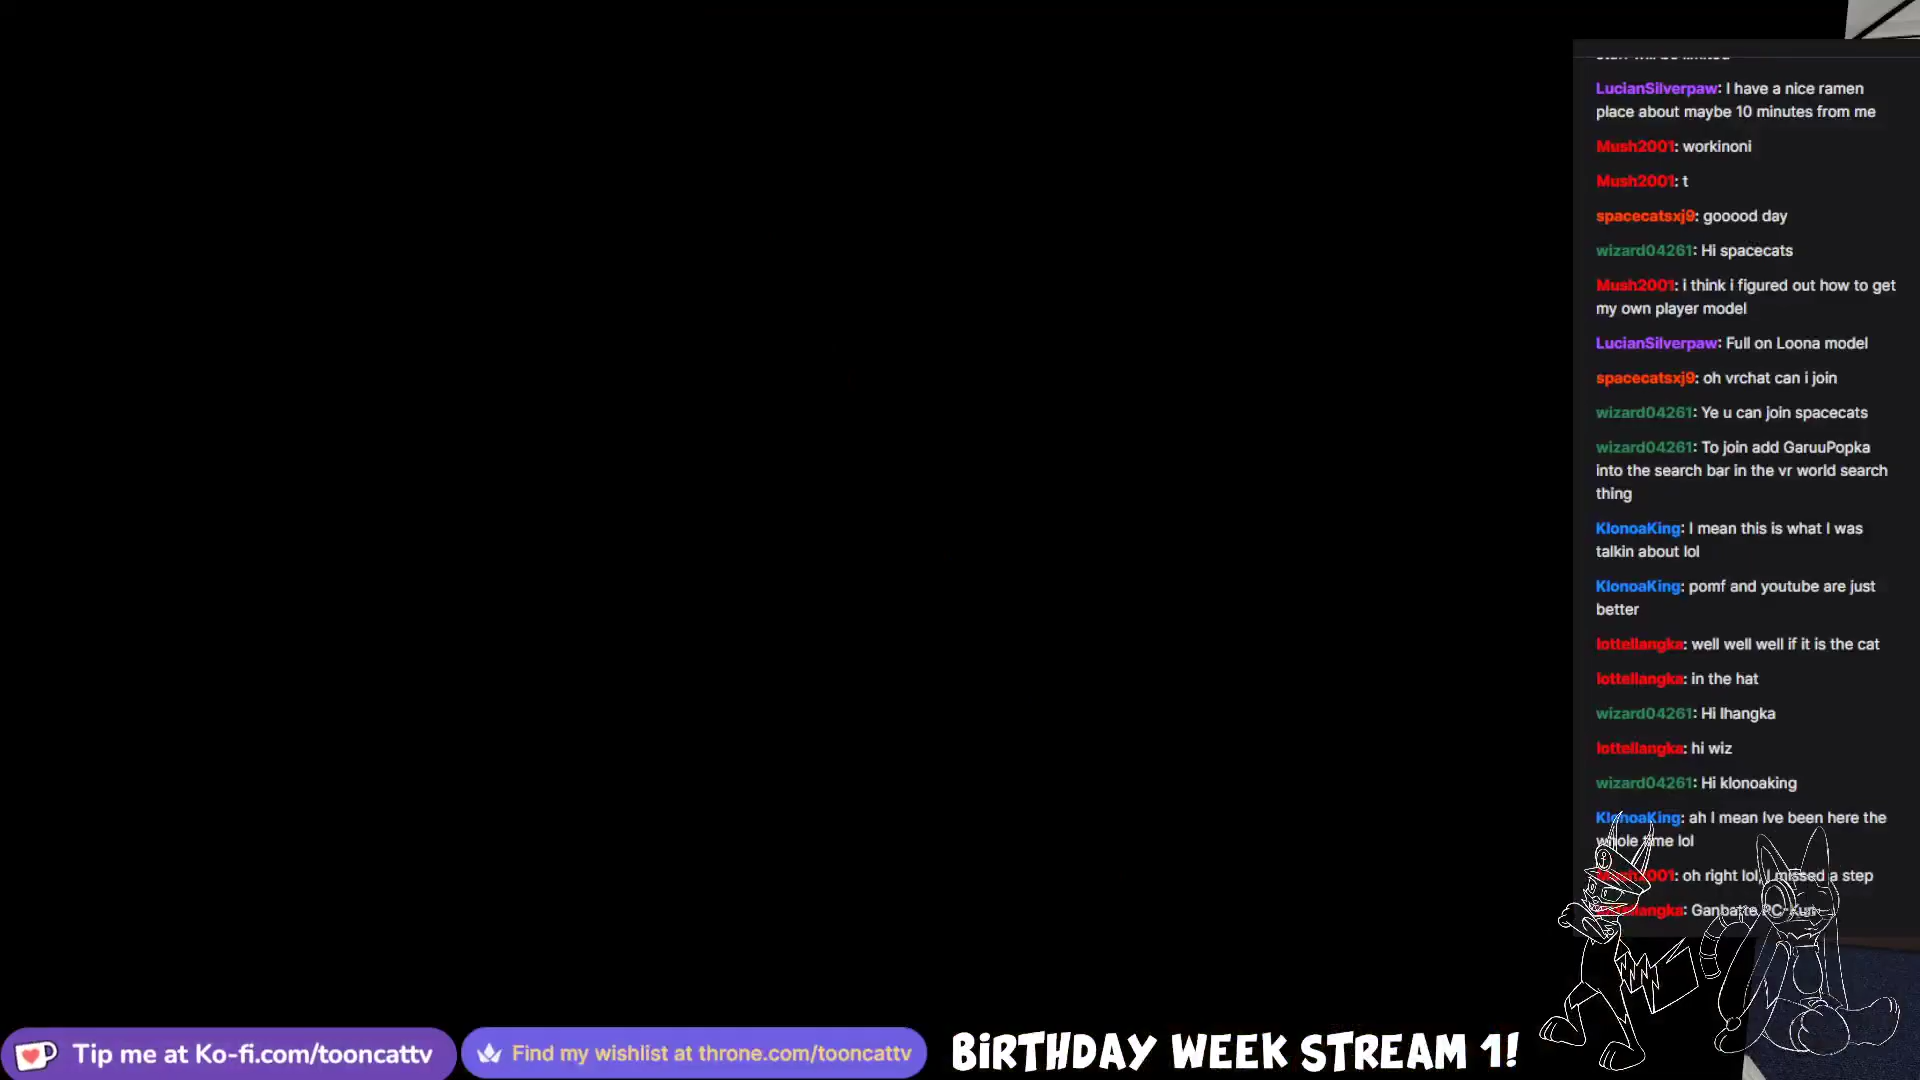 LucianSilverpaw: I have a nice ramen
place about maybe 10 minutes from me
Mush2001: workinoni
Mush2001: t
spacecatsxj9: gooood day
wizard04261: Hi spacecats
Mush2001: i think i figured out how to get
my own player model
LucianSilverpaw: Full on Loona model
spacecatsxj9: oh vrchat can i join
wizard04261: Ye u can join spacecats
wizard04261: To join add GaruuPopka
into the search bar in the vr world search
thing
KlonoaKing: I mean this is what I was
talkin about lol
KlonoaKing: pomf and youtube are just
better
lottellangka: well well well if it is the cat
lottellangka: in the hat
wizard04261: Hi lhangka
lottellangka: hi wiz
wizard04261: Hi klonoaking
KlonoaKing: ah I mean Ive been here the
whole time lol
Mush2001: oh right lol, I missed a step
lottellangka: Ganbatte PC-Kun
Tip me at Ko-fi.com/tooncattv
Find my wishlist at throne.com/tooncattv
BIRTHDAY WEEK STREAM 1!